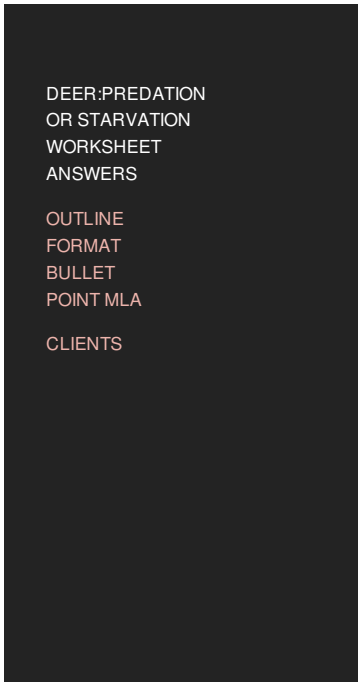 DEER:PREDATION
OR STARVATION
WORKSHEET
ANSWERS
OUTLINE
FORMAT
BULLET
POINT MLA
CLIENTS